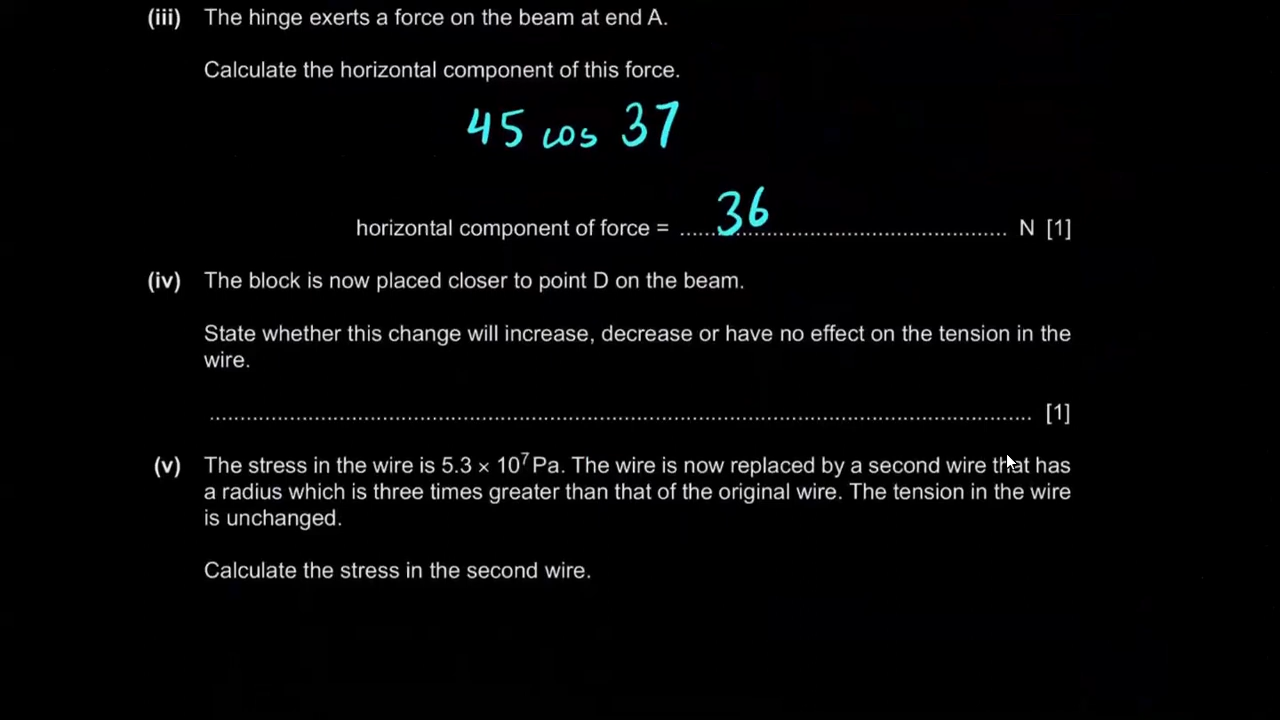 (iii) The hinge exerts a force on the beam at end A.
Calculate the horizontal component of this force.
45 cos 37
horizontal component of force = ......36...... N [1]
(iv) The block is now placed closer to point D on the beam.
State whether this change will increase, decrease or have no effect on the tension in the
wire.
...... [1]
(v) The stress in the wire is 5.3 × 10⁷ Pa. The wire is now replaced by a second wire that has
a radius which is three times greater than that of the original wire. The tension in the wire
is unchanged.
Calculate the stress in the second wire.